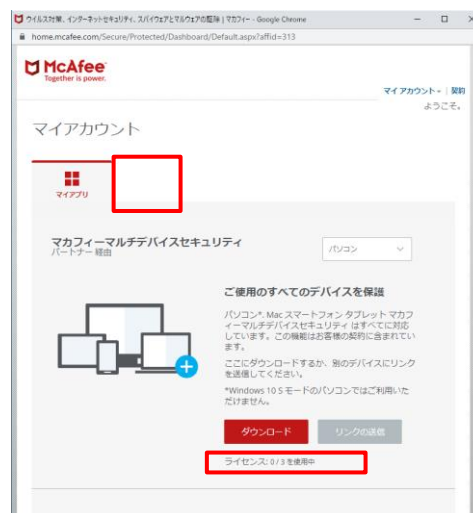 ウイルス対策、インターネットセキュリティ、スパイウェアとマルウェアの駆除 | マカフィー - Google Chrome
home.mcafee.com/Secure/Protected/Dashboard/Default.aspx?affid=313
McAfee
Together is power.
マイ アカウント | 契約
ようこそ。
マイアカウント
マイアプリ
マカフィーマルチデバイスセキュリティ
パートナー 経由
パソコン
ご使用のすべてのデバイスを保護
パソコン*, Mac スマートフォン タブレット マカフ
ィーマルチデバイスセキュリティ はすべてに対応
しています。この機能はお客様の契約に含まれてい
ます。
ここにダウンロードするか、別のデバイスにリンク
を送信してください。
*Windows 10 S モードのパソコンではご利用いた
だけません。
ダウンロード
リンクの送信
ライセンス: 0 / 3 を使用中